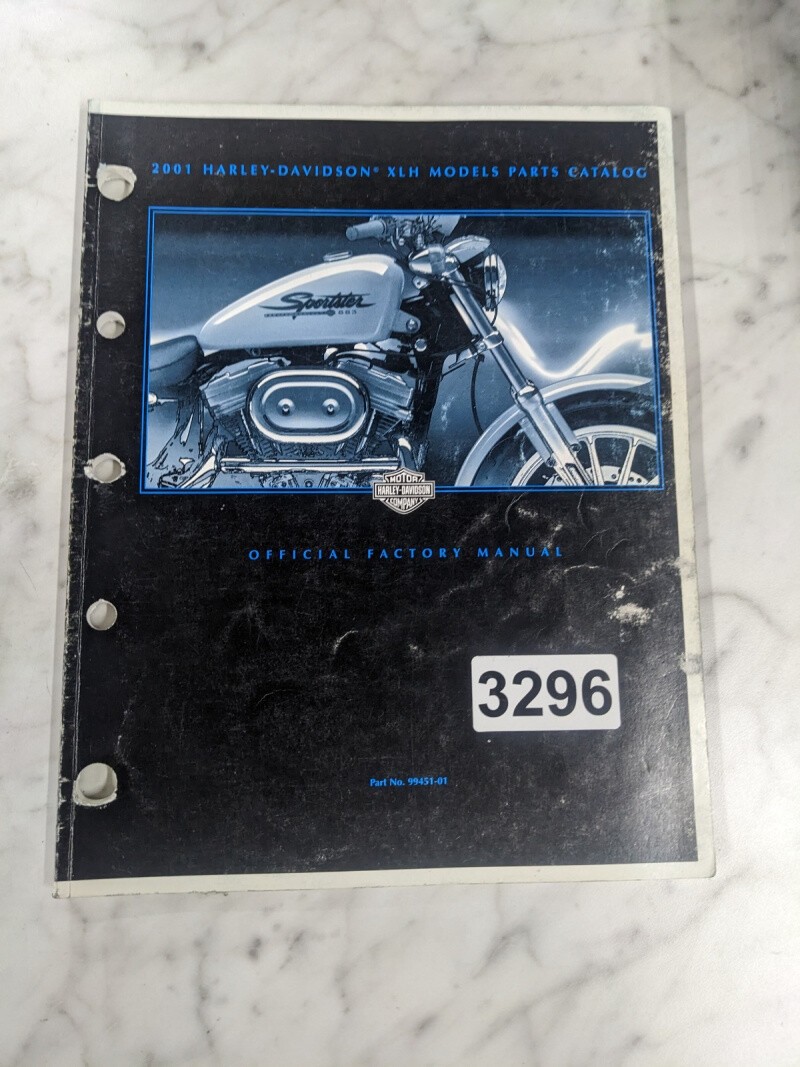 2001 HARLEY-DAVIDSON® XLH MODELS PARTS CATALOG
Sportster
883
MOTOR
HARLEY-DAVIDSON
COMPANY
OFFICIAL FACTORY MANUAL
3296
Part No. 99451-01